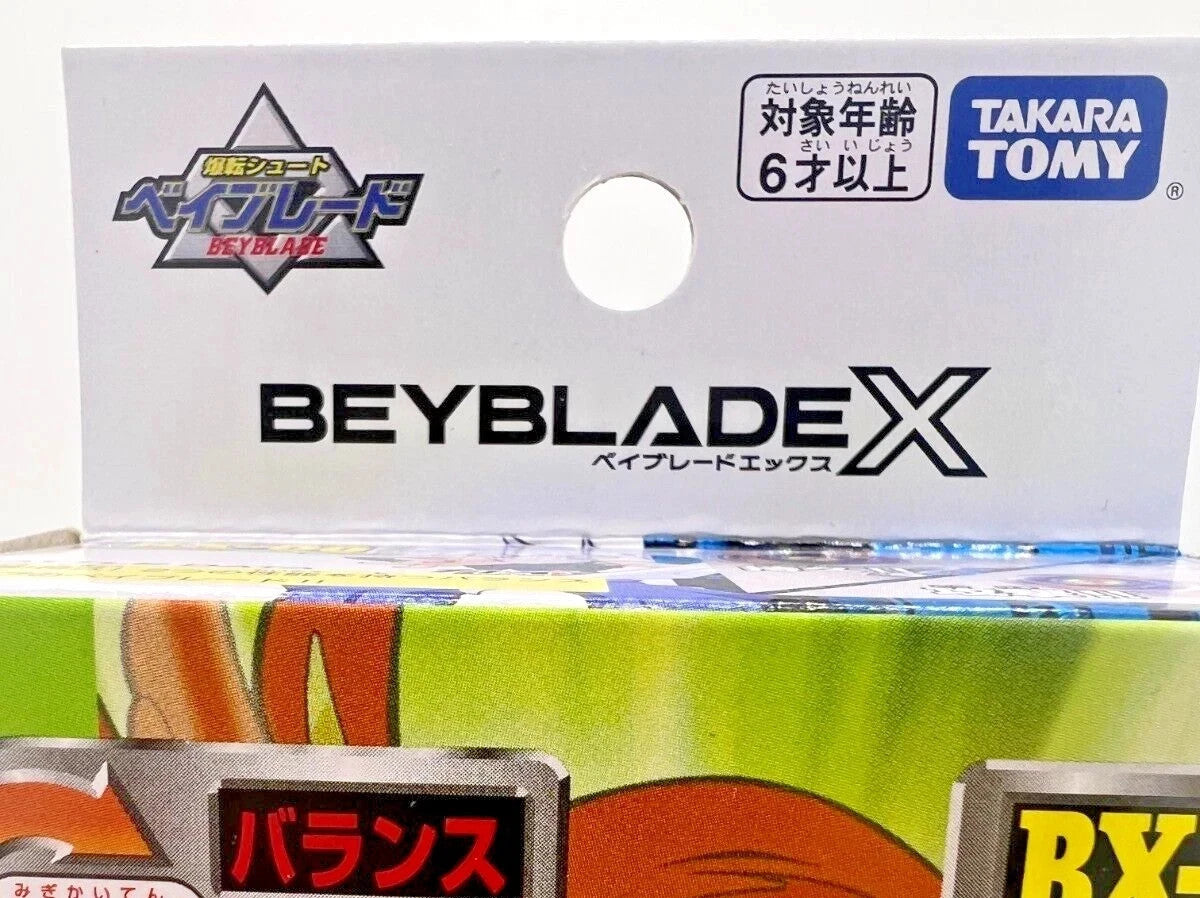 爆転シュート
ベイブレード
BEYBLADE
たいしょうねんれい
対象年齢
さい い じょう
6才以上
TAKARA
TOMY
®
BEYBLADE X
ベイブレードエックス
バランス
BX-
みぎかいてん